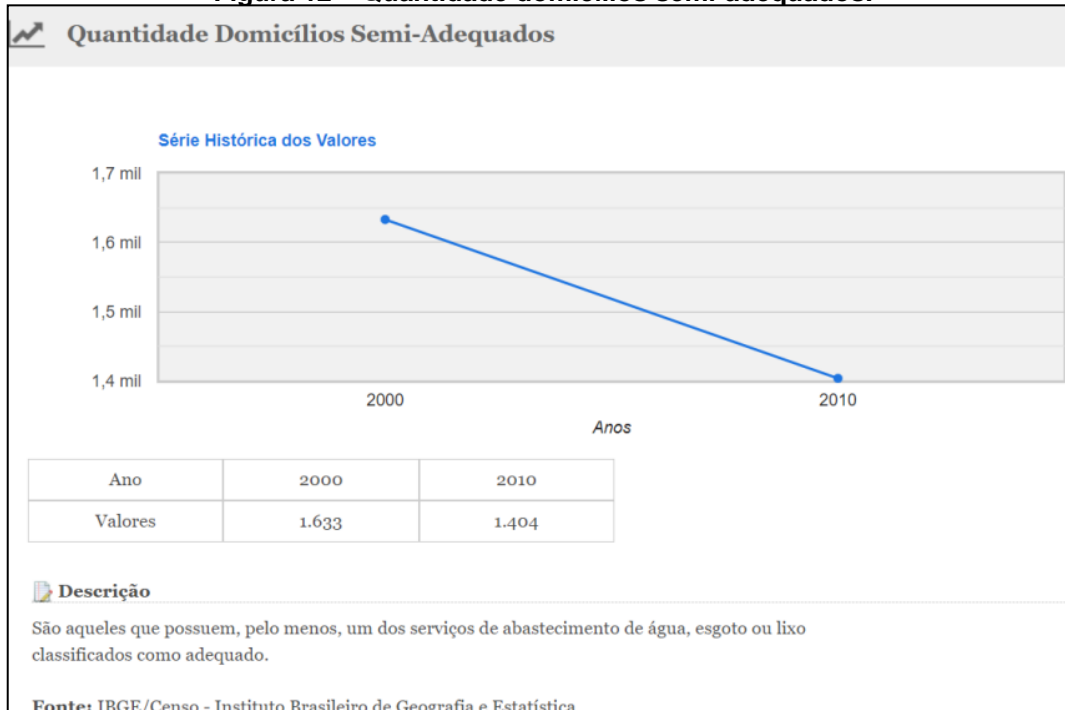 Quantidade Domicílios Semi-Adequados
Série Histórica dos Valores
1,7 mil
1,6 mil
1,5 mil
1,4 mil
2000 2010
Anos
Ano 2000 2010
Valores 1.633 1.404
Descrição
São aqueles que possuem, pelo menos, um dos serviços de abastecimento de água, esgoto ou lixo
classificados como adequado.
Fonte: IBGE/Censo - Instituto Brasileiro de Geografia e Estatística